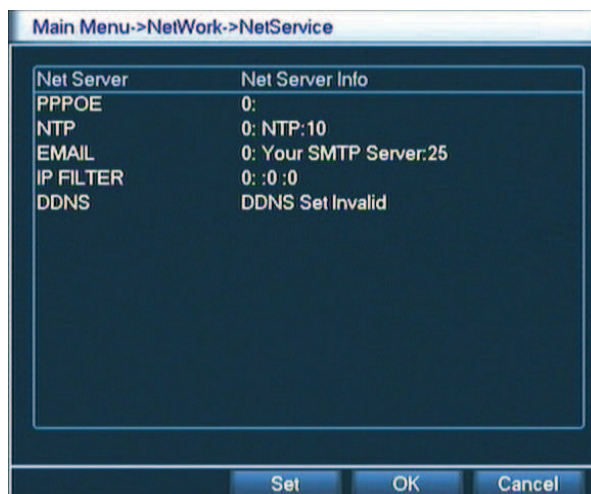 Main Menu->NetWork->NetService
Net Server Net Server Info
PPPOE 0:
NTP 0: NTP:10
EMAIL 0: Your SMTP Server:25
IP FILTER 0: :0 :0
DDNS DDNS Set Invalid
Set OK Cancel